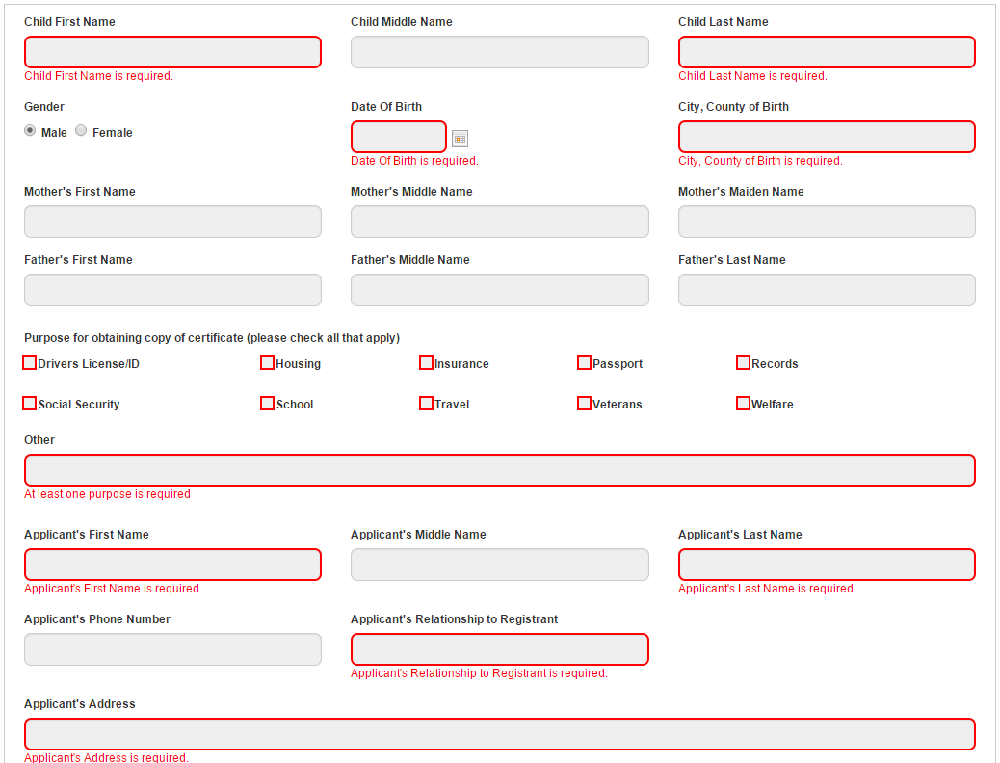 Child First Name Child Middle Name Child Last Name
Child First Name is required. Child Last Name is required.
Gender Date Of Birth City, County of Birth
Male Female
Date Of Birth is required. City, County of Birth is required.
Mother's First Name Mother's Middle Name Mother's Maiden Name
Father's First Name Father's Middle Name Father's Last Name
Purpose for obtaining copy of certificate (please check all that apply)
Drivers License/ID Housing Insurance Passport Records
Social Security School Travel Veterans Welfare
Other
At least one purpose is required
Applicant's First Name Applicant's Middle Name Applicant's Last Name
Applicant's First Name is required. Applicant's Last Name is required.
Applicant's Phone Number Applicant's Relationship to Registrant
Applicant's Relationship to Registrant is required.
Applicant's Address
Applicant's Address is required.